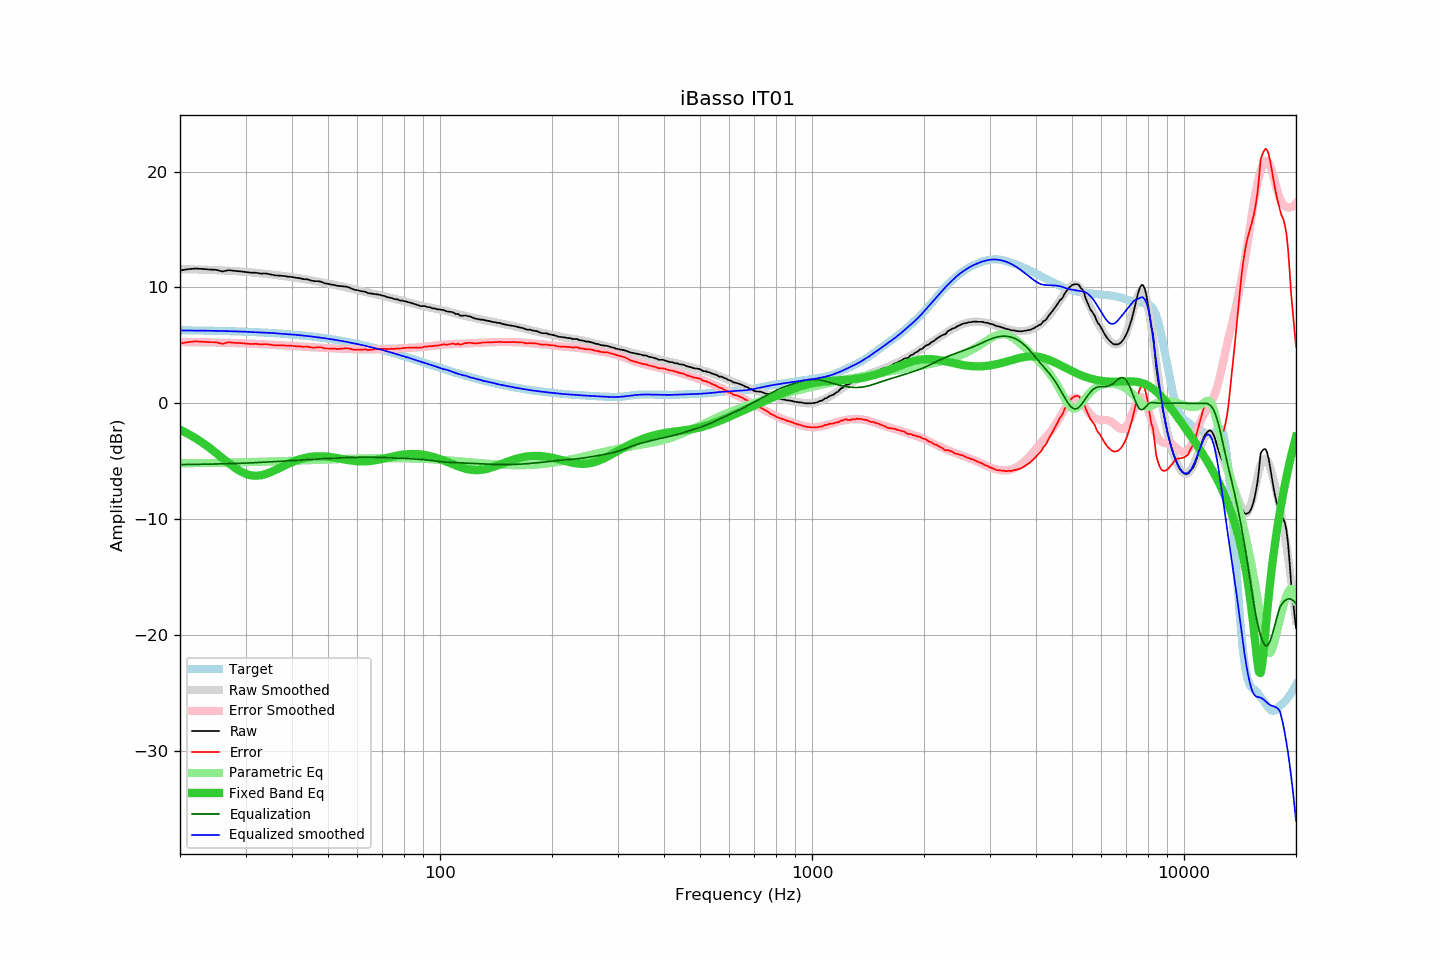 iBasso IT01
Amplitude (dBr)
20
10
0
−10
−20
−30
Target
Raw Smoothed
Error Smoothed
Raw
Error
Parametric Eq
Fixed Band Eq
Equalization
Equalized smoothed
100
1000
10000
Frequency (Hz)